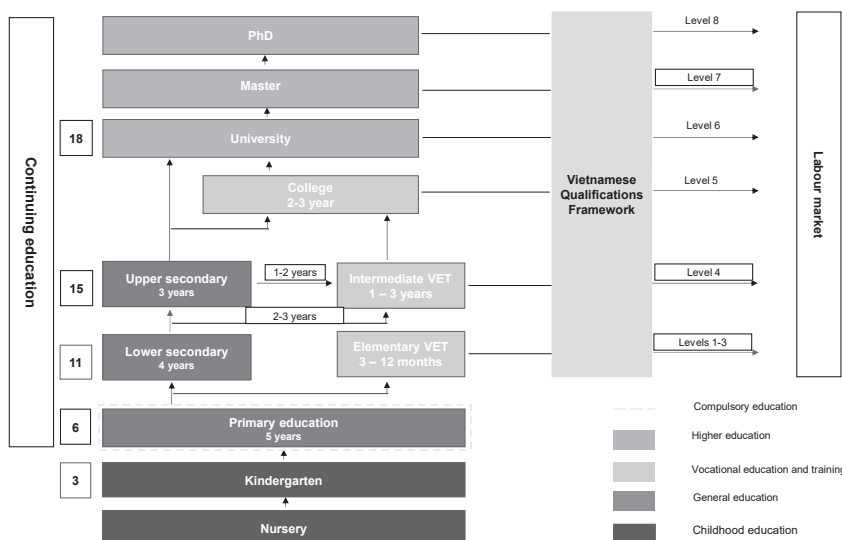 Continuing education
18
15
11
6
3
PhD
Master
University
College
2-3 year
Upper secondary
3 years
1-2 years
Intermediate VET
1 – 3 years
2-3 years
Lower secondary
4 years
Elementary VET
3 – 12 months
Primary education
5 years
Kindergarten
Nursery
Vietnamese
Qualifications
Framework
Level 8
Level 7
Level 6
Level 5
Level 4
Levels 1-3
Labour market
Compulsory education
Higher education
Vocational education and training
General education
Childhood education